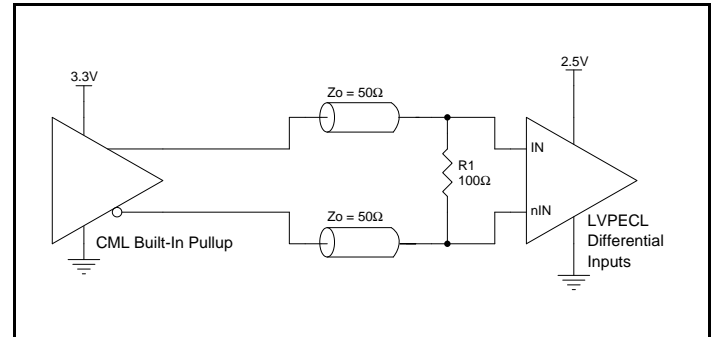 3.3V
2.5V
Zo = 50Ω
IN
R1
100Ω
nIN
Zo = 50Ω
CML Built-In Pullup
LVPECL
Differential
Inputs